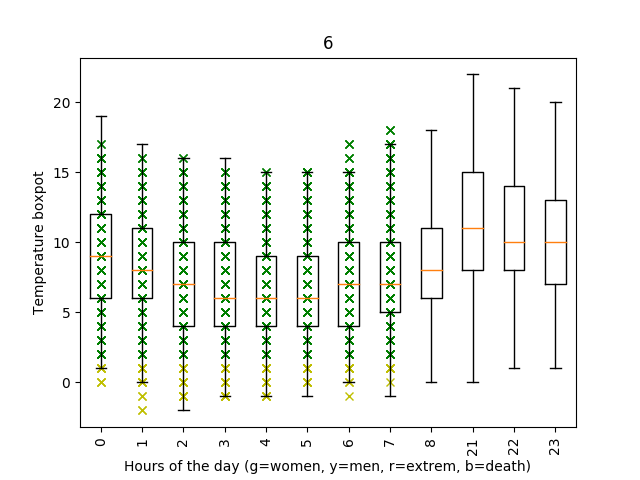 6
Temperature boxpot
20
15
10
5
0
0 1 2 3 4 5 6 7 8 21 22 23
Hours of the day (g=women, y=men, r=extrem, b=death)